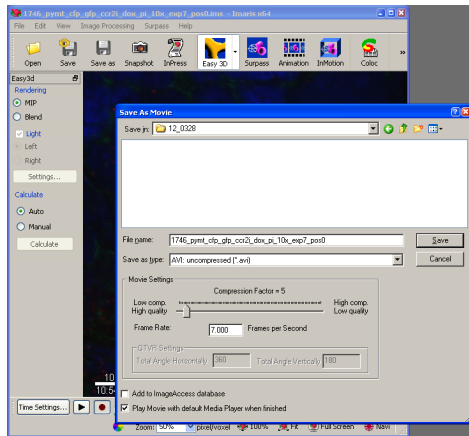 1746_pymt_cfp_gfp_ccr2i_dox_pi_10x_exp7_pos0.ims - Imaris x64
File Edit View Image Processing Surpass Help
Open Save Save as Snapshot InPress Easy 3D Surpass Animation InMotion Coloc »
Easy3d
Rendering
MIP
Blend
Light
Left
Right
Settings...
Calculate
Auto
Manual
Calculate
Save As Movie
Save in: 12_0328
File name: 1746_pymt_cfp_gfp_ccr2i_dox_pi_10x_exp7_pos0 Save
Save as type: AVI: uncompressed (*.avi) Cancel
Movie Settings
Compression Factor = 5
Low comp. High comp.
High quality Low quality
Frame Rate: 7.000 Frames per Second
QTVR Settings
Total Angle Horizontally 360 Total Angle Vertically 180
Add to ImageAccess database
Play Movie with default Media Player when finished
10
10:5
Time Settings...
Zoom: 50% pixel/voxel 100% Fit Full Screen Navi